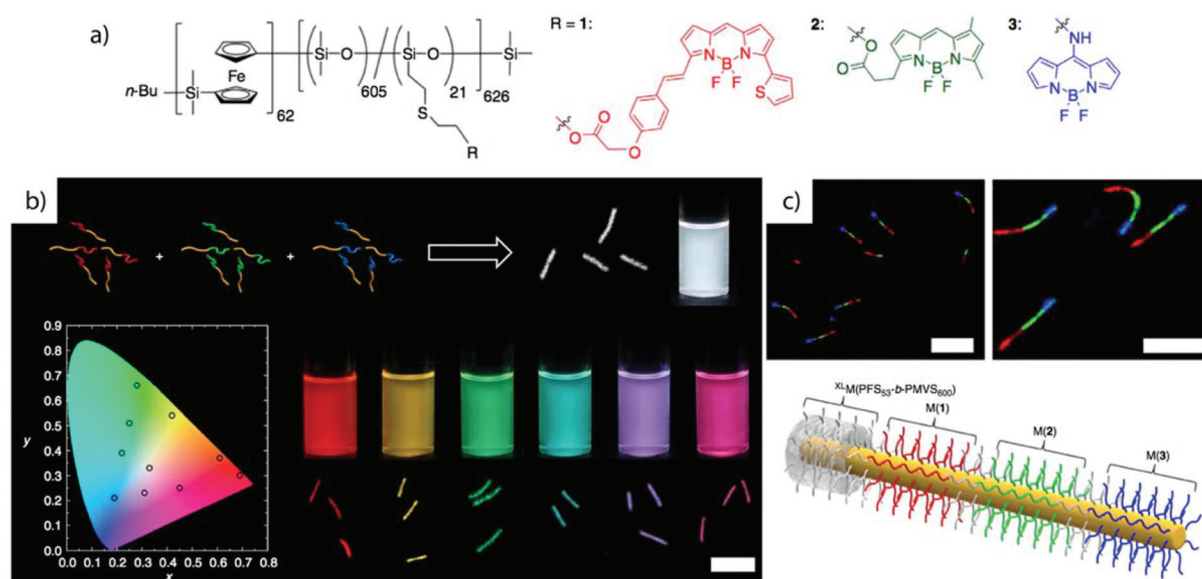 a)
R = 1:
2:
3:
n-Bu
Si
Fe
62
Si
O
605
Si
O
21
626
Si
S
R
O
O
O
N
B
N
F
F
S
O
O
N
B
N
F
F
NH
N
B
N
F
F
b)
+
+
0.9
0.8
0.7
0.6
0.5
0.4
0.3
0.2
0.1
0.0
y
0.0 0.1 0.2 0.3 0.4 0.5 0.6 0.7 0.8
x
c)
XLM(PFS53-b-PMVS600)
M(1)
M(2)
M(3)